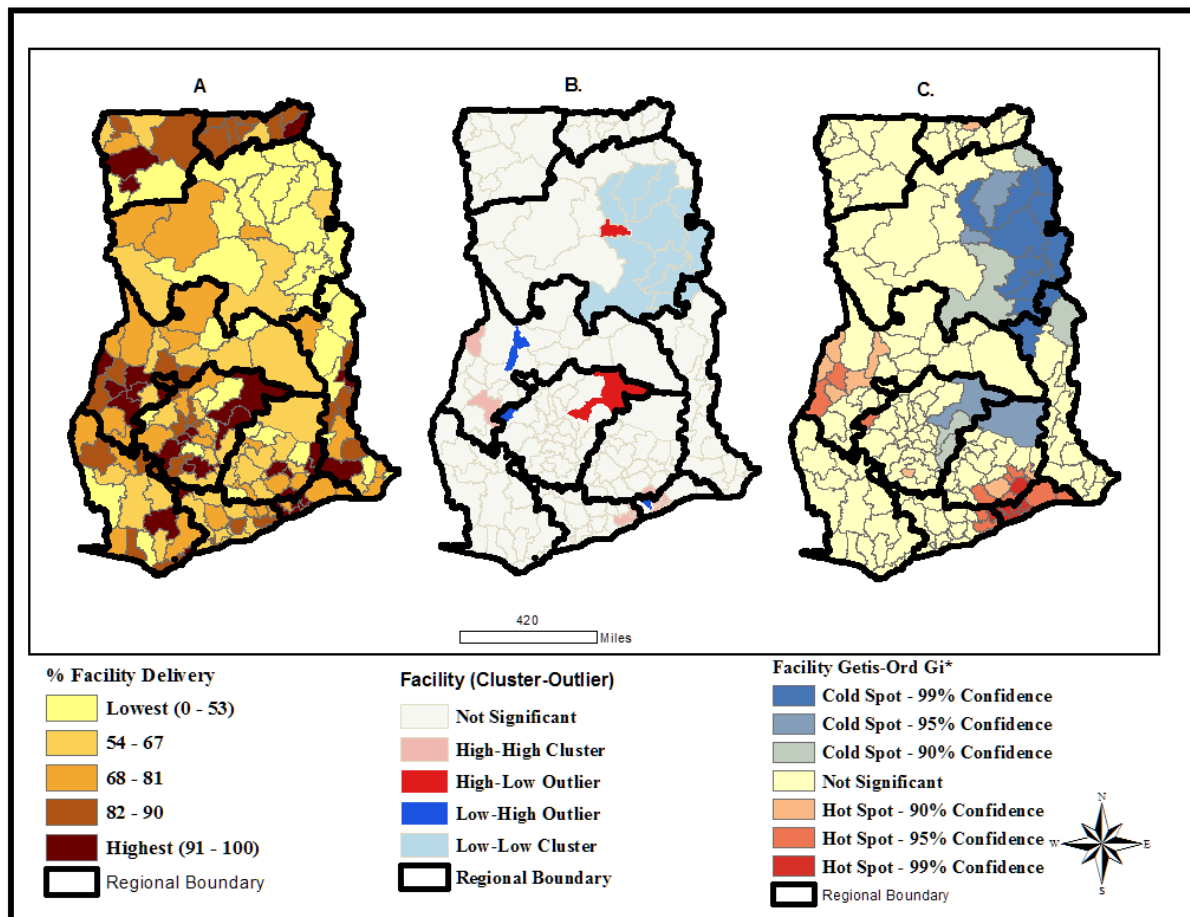 A
B.
C.
420
Miles
% Facility Delivery
Lowest (0 - 53)
54 - 67
68 - 81
82 - 90
Highest (91 - 100)
Regional Boundary
Facility (Cluster-Outlier)
Not Significant
High-High Cluster
High-Low Outlier
Low-High Outlier
Low-Low Cluster
Regional Boundary
Facility Getis-Ord Gi*
Cold Spot - 99% Confidence
Cold Spot - 95% Confidence
Cold Spot - 90% Confidence
Not Significant
Hot Spot - 90% Confidence
Hot Spot - 95% Confidence
Hot Spot - 99% Confidence
Regional Boundary
N
W
E
S